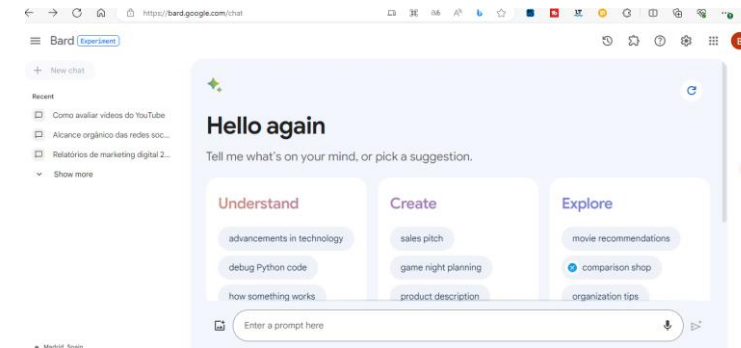 https://bard.google.com/chat
Bard Experiment
New chat
Recent
Como avaliar vídeos do YouTube
Alcance orgânico das redes soc...
Relatórios de marketing digital 2...
Show more
Madrid, Spain
Hello again
Tell me what's on your mind, or pick a suggestion.
Understand
advancements in technology
debug Python code
how something works
Create
sales pitch
game night planning
product description
Explore
movie recommendations
comparison shop
organization tips
Enter a prompt here